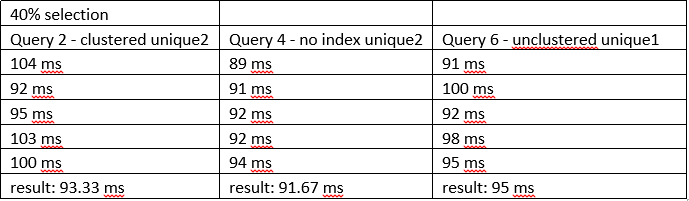 40% selection
Query 2 - clustered unique2 Query 4 - no index unique2 Query 6 - unclustered unique1
104 ms 89 ms 91 ms
92 ms 91 ms 100 ms
95 ms 92 ms 92 ms
103 ms 92 ms 98 ms
100 ms 94 ms 95 ms
result: 93.33 ms result: 91.67 ms result: 95 ms